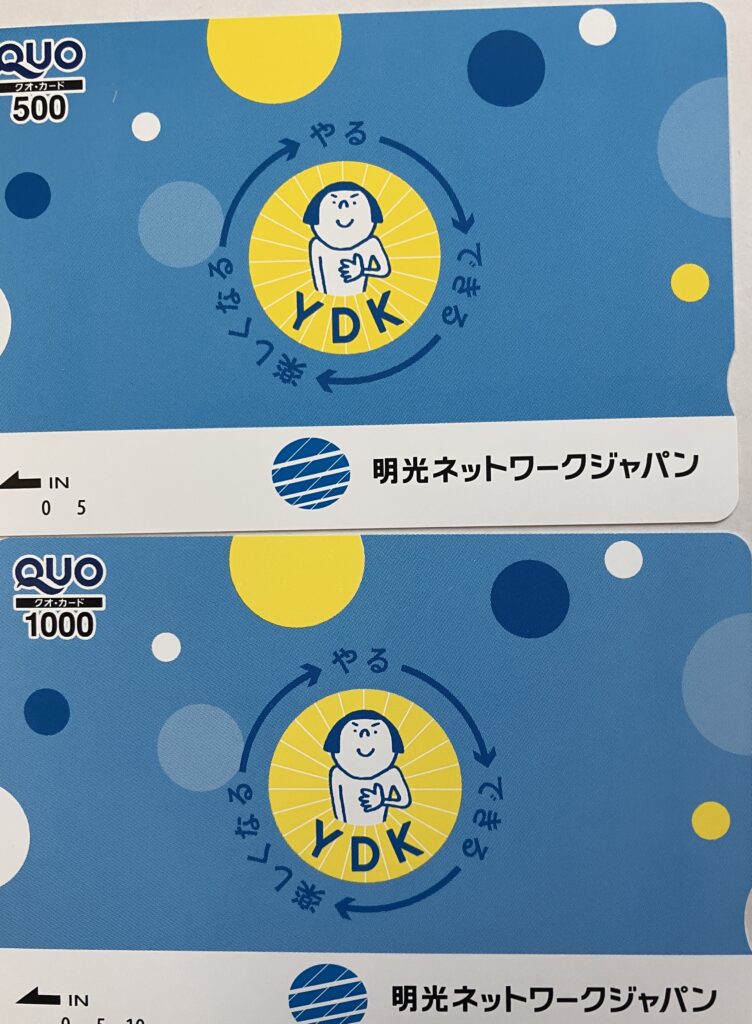 QUO
クオ・カード
500
やる
できる
楽しくなる
YDK
IN
0 5
明光ネットワークジャパン
QUO
クオ・カード
1000
やる
できる
楽しくなる
YDK
IN
0 5 10
明光ネットワークジャパン